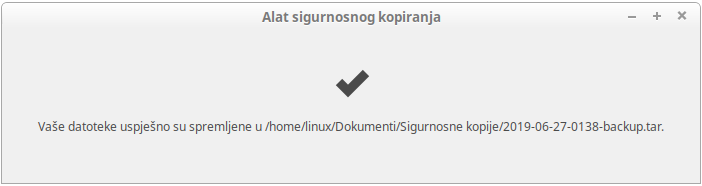 Alat sigurnosnog kopiranja
Vaše datoteke uspješno su spremljene u /home/linux/Dokumenti/Sigurnosne kopije/2019-06-27-0138-backup.tar.